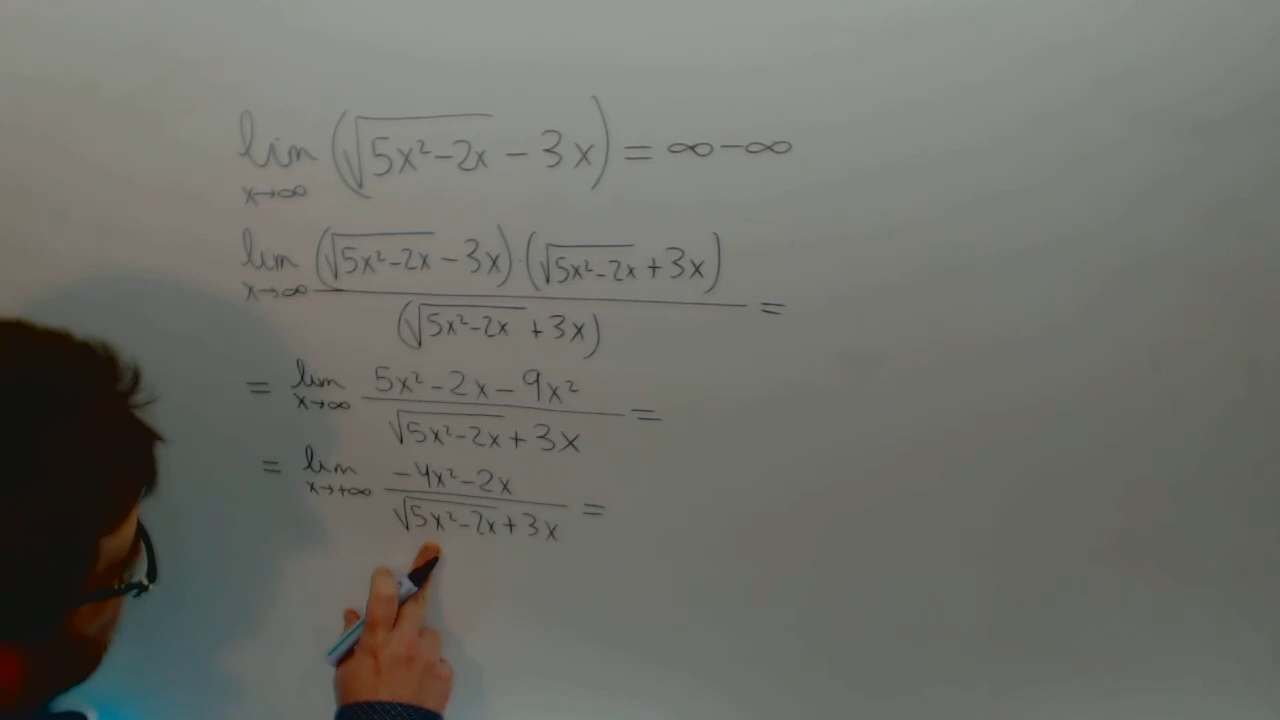 lim x→∞ (√5x²-2x - 3x) = ∞-∞
lim x→∞ (√5x²-2x - 3x)·(√5x²-2x + 3x) / (√5x²-2x + 3x) =
= lim x→∞ 5x²-2x-9x² / √5x²-2x + 3x =
= lim x→+∞ -4x²-2x / √5x²-2x + 3x =